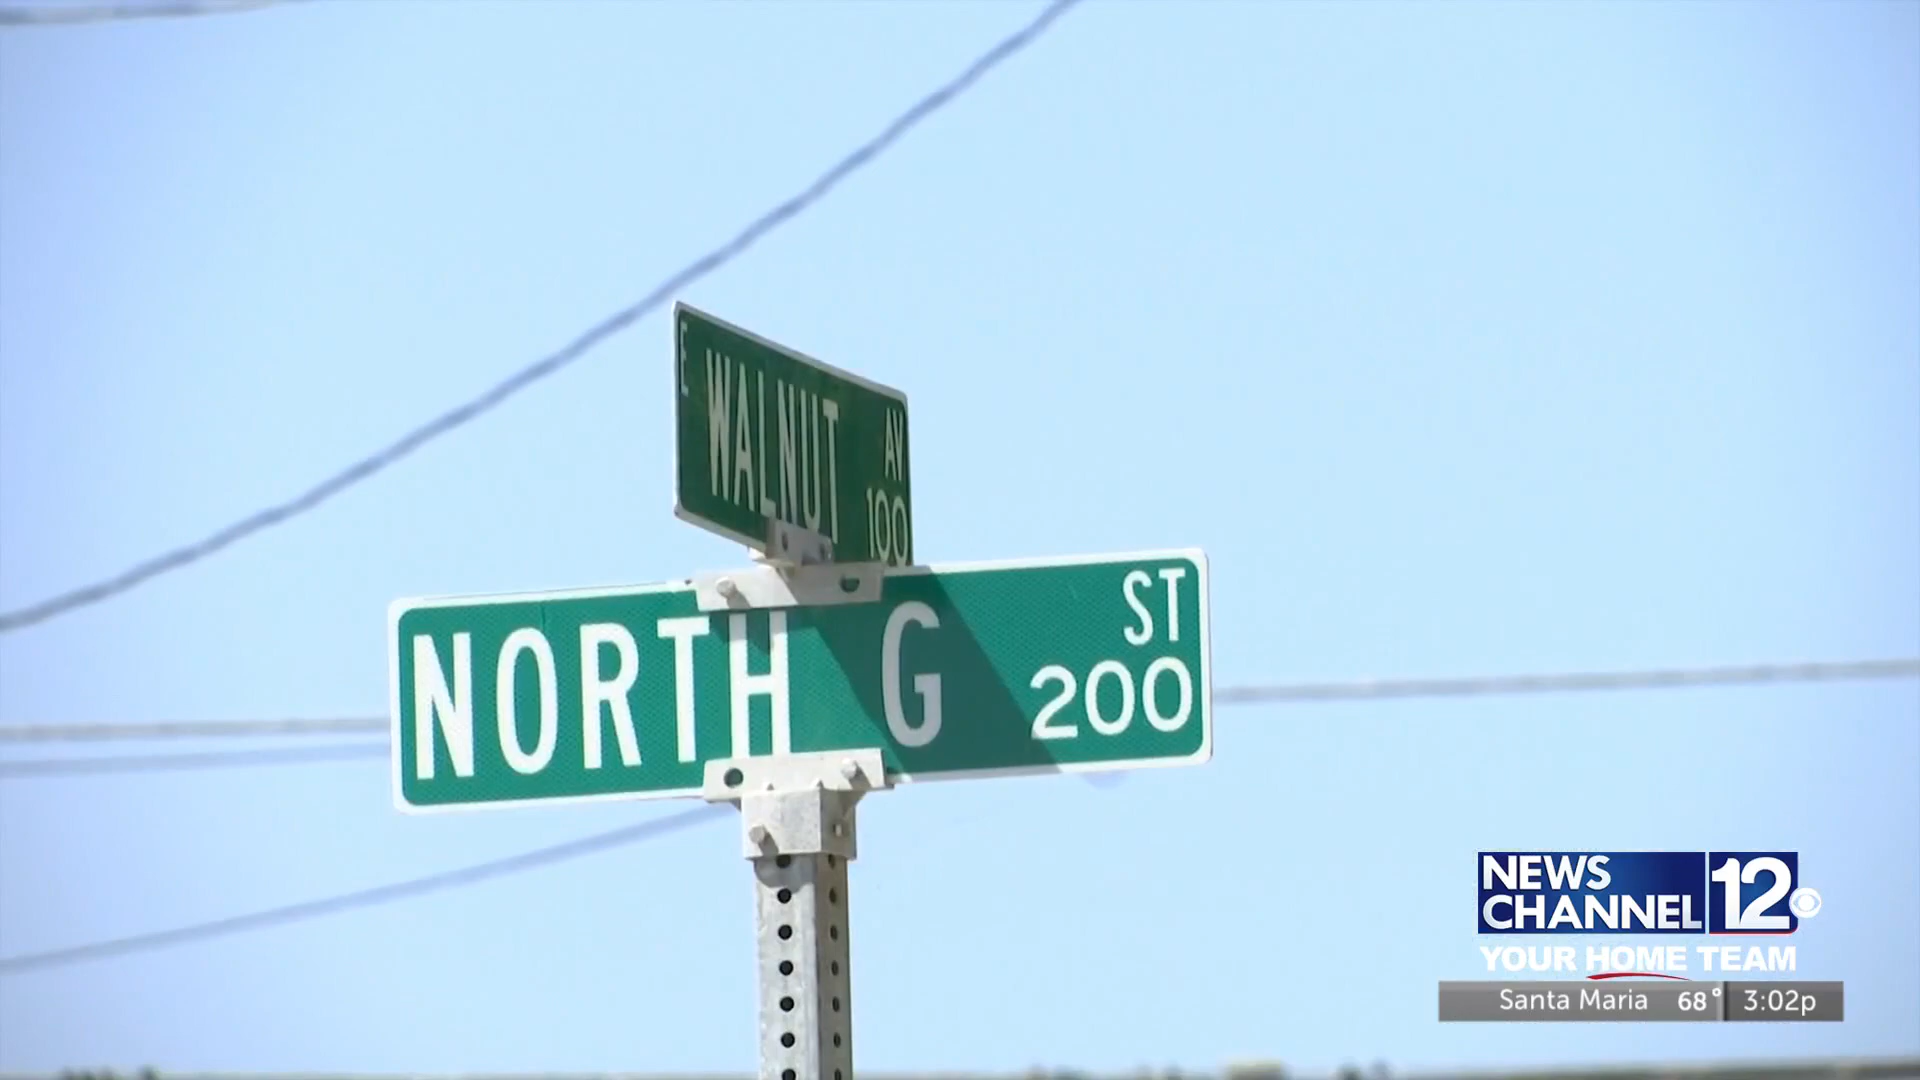 E WALNUT AV
100
NORTH G ST
200
NEWS
CHANNEL 12
YOUR HOME TEAM
Santa Maria 68° 3:02p